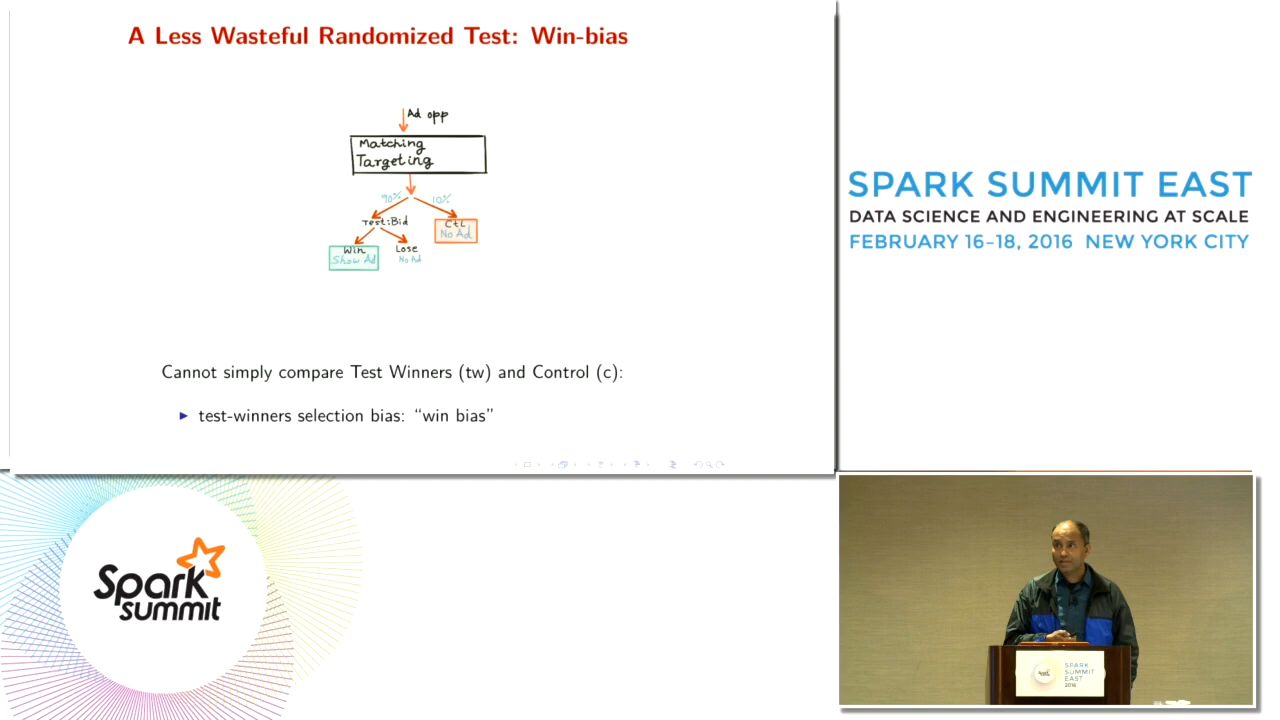 A Less Wasteful Randomized Test: Win-bias
Ad opp
Matching
Targeting
90% 10%
Test:Bid
Ctl
No Ad
Win
Show Ad
Lose
No Ad
Cannot simply compare Test Winners (tw) and Control (c):
▶ test-winners selection bias: “win bias”
SPARK SUMMIT EAST
DATA SCIENCE AND ENGINEERING AT SCALE
FEBRUARY 16–18, 2016 NEW YORK CITY
Spark
summit
SPARK
SUMMIT
EAST
2016